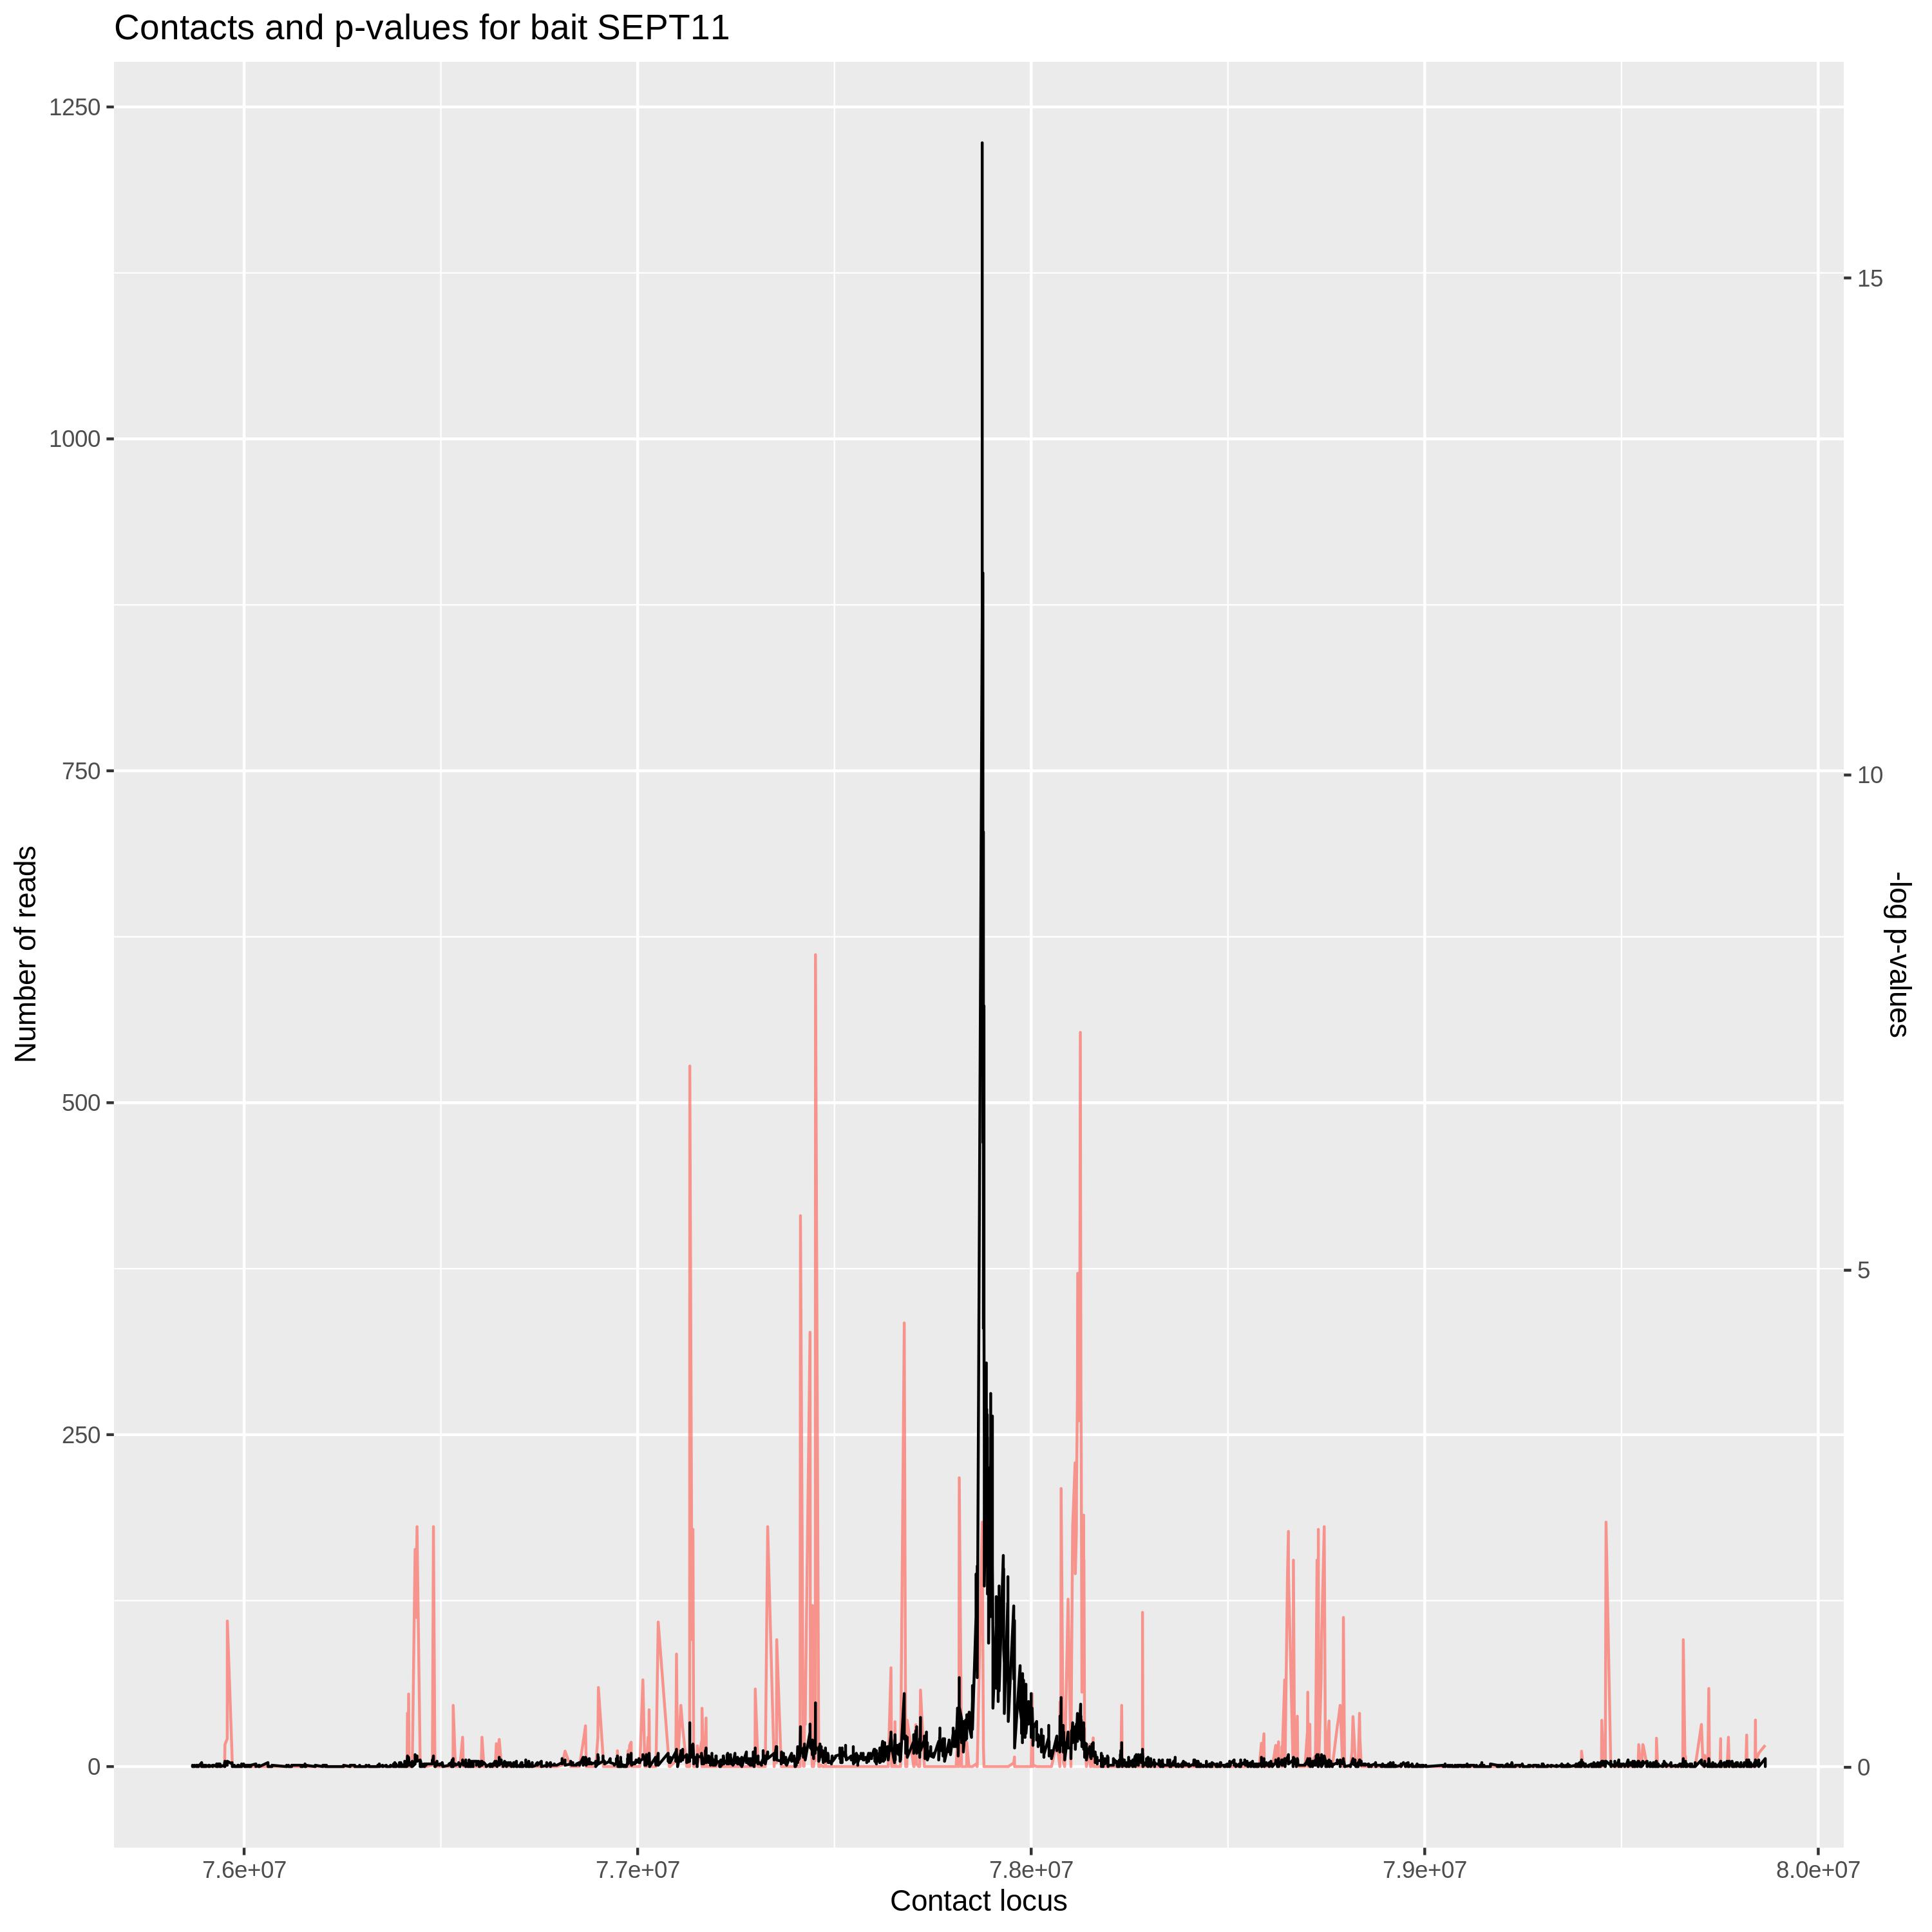 Contacts and p-values for bait SEPT11
1250
1000
750
500
250
0
Number of reads
15
10
5
0
-log p-values
7.6e+07
7.7e+07
7.8e+07
7.9e+07
8.0e+07
Contact locus